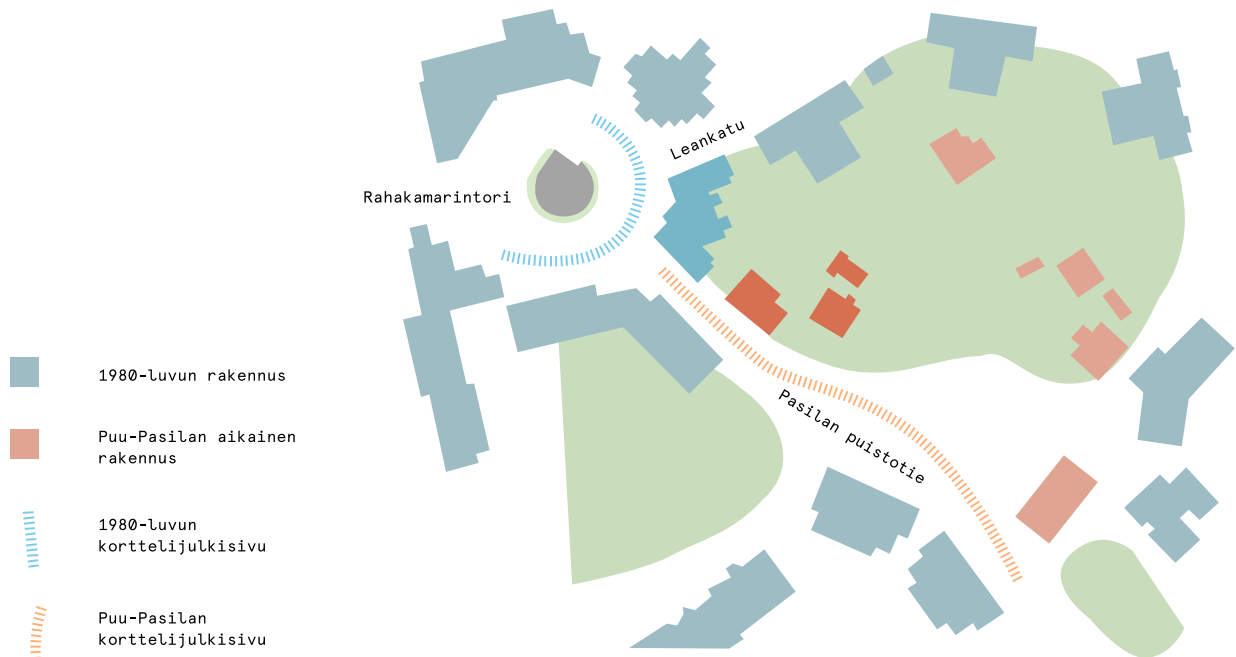 Leankatu
Rahakamarintori
Pasilan puistotie
1980-luvun rakennus
Puu-Pasilan aikainen
rakennus
1980-luvun
korttelijulkisivu
Puu-Pasilan
korttelijulkisivu